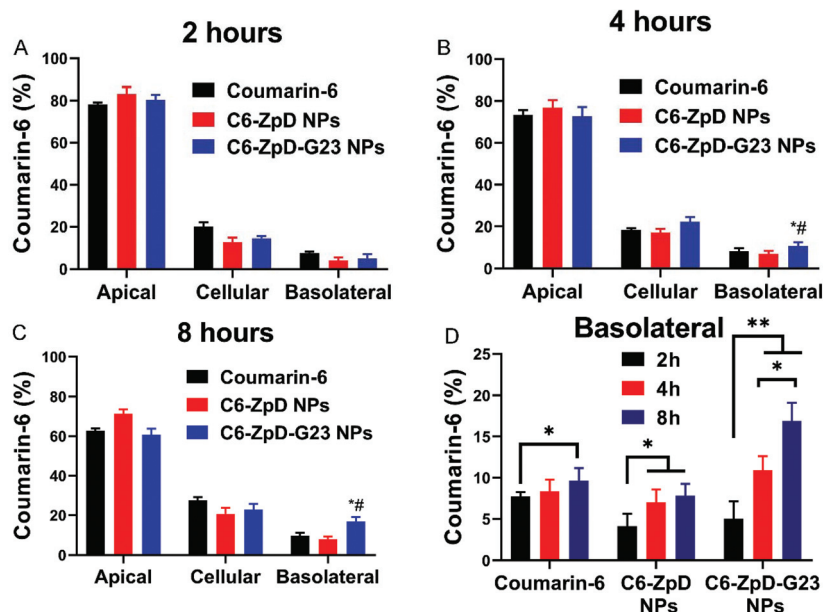 A
2 hours
Coumarin-6 (%)
100
80
60
40
20
0
Coumarin-6
C6-ZpD NPs
C6-ZpD-G23 NPs
Apical Cellular Basolateral
B
4 hours
Coumarin-6 (%)
100
80
60
40
20
0
Coumarin-6
C6-ZpD NPs
C6-ZpD-G23 NPs
*#
Apical Cellular Basolateral
C
8 hours
Coumarin-6 (%)
100
80
60
40
20
0
Coumarin-6
C6-ZpD NPs
C6-ZpD-G23 NPs
*#
Apical Cellular Basolateral
D
Basolateral
Coumarin-6 (%)
25
20
15
10
5
0
2h
4h
8h
*
*
**
*
Coumarin-6 C6-ZpD C6-ZpD-G23
NPs NPs